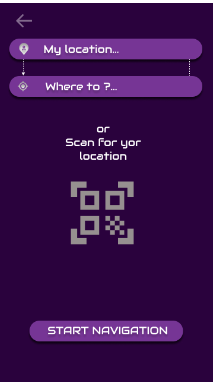 My location...
Where to ?...
or
Scan for yor
location
START NAVIGATION